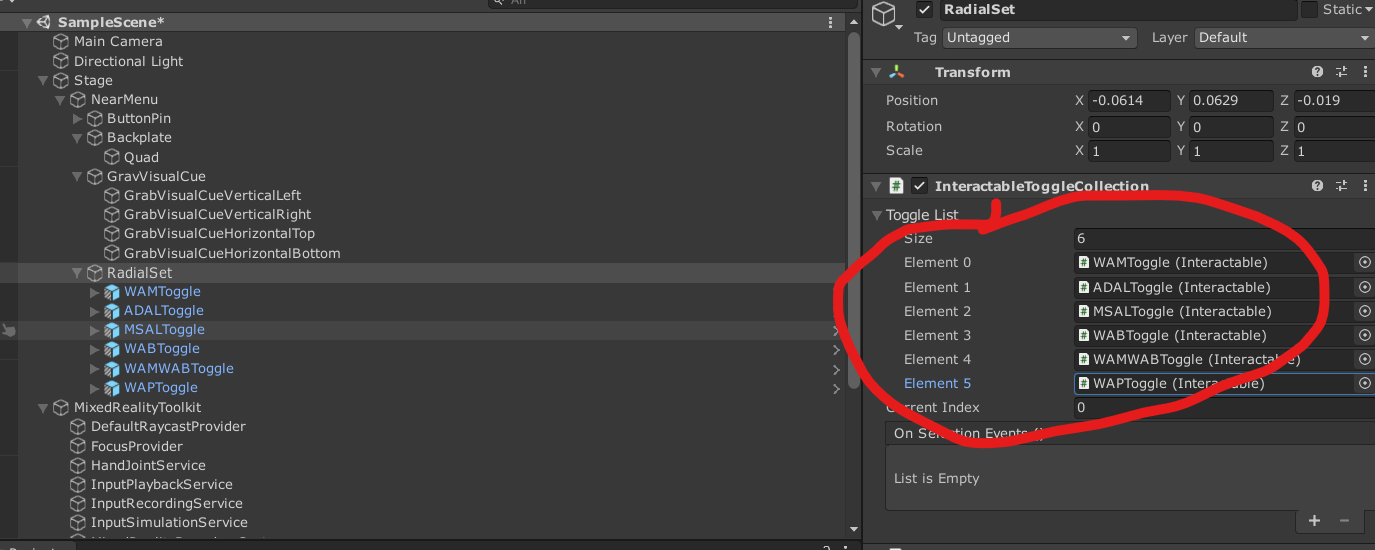 SampleScene*
Main Camera
Directional Light
Stage
NearMenu
ButtonPin
Backplate
Quad
GravVisualCue
GrabVisualCueVerticalLeft
GrabVisualCueVerticalRight
GrabVisualCueHorizontalTop
GrabVisualCueHorizontalBottom
RadialSet
WAMToggle
ADALToggle
MSALToggle
WABToggle
WAMWABToggle
WAPToggle
MixedRealityToolkit
DefaultRaycastProvider
FocusProvider
HandJointService
InputPlaybackService
InputRecordingService
InputSimulationService
RadialSet Static
Tag Untagged Layer Default
Transform
Position X -0.0614 Y 0.0629 Z -0.019
Rotation X 0 Y 0 Z 0
Scale X 1 Y 1 Z 1
# InteractableToggleCollection
Toggle List
Size 6
Element 0 # WAMToggle (Interactable)
Element 1 # ADALToggle (Interactable)
Element 2 # MSALToggle (Interactable)
Element 3 # WABToggle (Interactable)
Element 4 # WAMWABToggle (Interactable)
Element 5 # WAPToggle (Interactable)
Current Index 0
On Selection Events ()
List is Empty
+ −